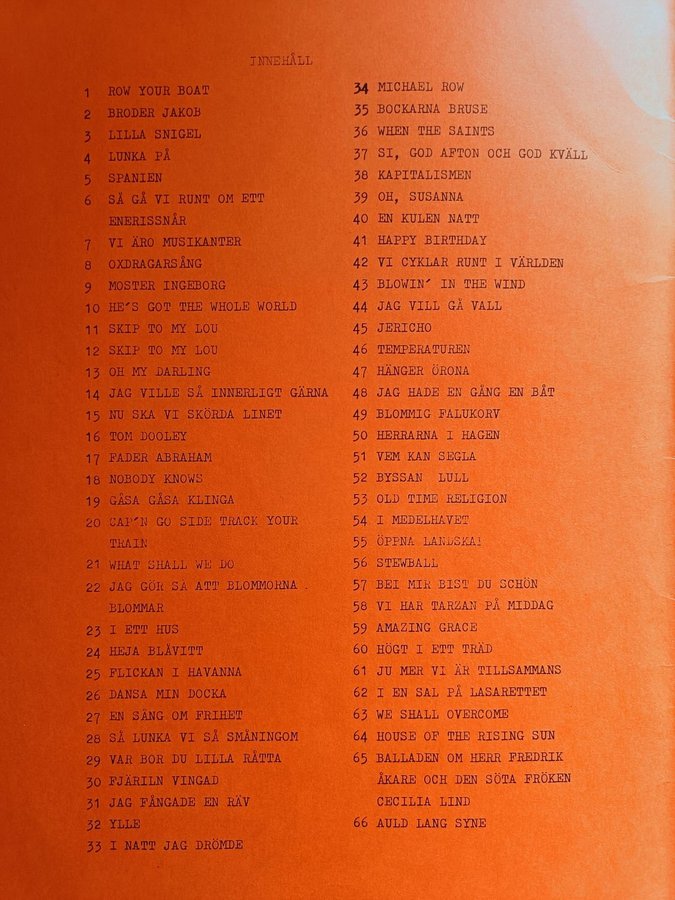 INNEHÅLL
1 ROW YOUR BOAT
2 BRODER JAKOB
3 LILLA SNIGEL
4 LUNKA PÅ
5 SPANIEN
6 SÅ GÅ VI RUNT OM ETT
ENERISSNÅR
7 VI ÄRO MUSIKANTER
8 OXDRAGARSÅNG
9 MOSTER INGEBORG
10 HE´S GOT THE WHOLE WORLD
11 SKIP TO MY LOU
12 SKIP TO MY LOU
13 OH MY DARLING
14 JAG VILLE SÅ INNERLIGT GÄRNA
15 NU SKA VI SKÖRDA LINET
16 TOM DOOLEY
17 FADER ABRAHAM
18 NOBODY KNOWS
19 GÅSA GÅSA KLINGA
20 CAP´N GO SIDE TRACK YOUR
TRAIN
21 WHAT SHALL WE DO
22 JAG GÖR SA ATT BLOMMORNA .
BLOMMAR
23 I ETT HUS
24 HEJA BLÅVITT
25 FLICKAN I HAVANNA
26 DANSA MIN DOCKA
27 EN SÄNG OM FRIHET
28 SÅ LUNKA VI SÅ SMÅNINGOM
29 VAR BOR DU LILLA RÅTTA
30 FJÄRILN VINGAD
31 JAG FÅNGADE EN RÄV
32 YLLE
33 I NATT JAG DRÖMDE
34 MICHAEL ROW
35 BOCKARNA BRUSE
36 WHEN THE SAINTS
37 SI, GOD AFTON OCH GOD KVÄLL
38 KAPITALISMEN
39 OH, SUSANNA
40 EN KULEN NATT
41 HAPPY BIRTHDAY
42 VI CYKLAR RUNT I VÄRLDEN
43 BLOWIN´ IN THE WIND
44 JAG VILL GÅ VALL
45 JERICHO
46 TEMPERATUREN
47 HÄNGER ÖRONA
48 JAG HADE EN GÅNG EN BÅT
49 BLOMMIG FALUKORV
50 HERRARNA I HAGEN
51 VEM KAN SEGLA
52 BYSSAN LULL
53 OLD TIME RELIGION
54 I MEDELHAVET
55 ÖPPNA
56 STEWBALL
57 BEI MIR BIST DU SCHÖN
58 VI HAR TARZAN PÅ MIDDAG
59 AMAZING GRACE
60 HÖGT I ETT TRÄD
61 JU MER VI ÄR TILLSAMMANS
62 I EN SAL PÅ LASARETTET
63 WE SHALL OVERCOME
64 HOUSE OF THE RISING SUN
65 BALLADEN OM HERR FREDRIK
ÅKARE OCH DEN SÖTA FRÖKEN
CECILIA LIND
66 AULD LANG SYNE